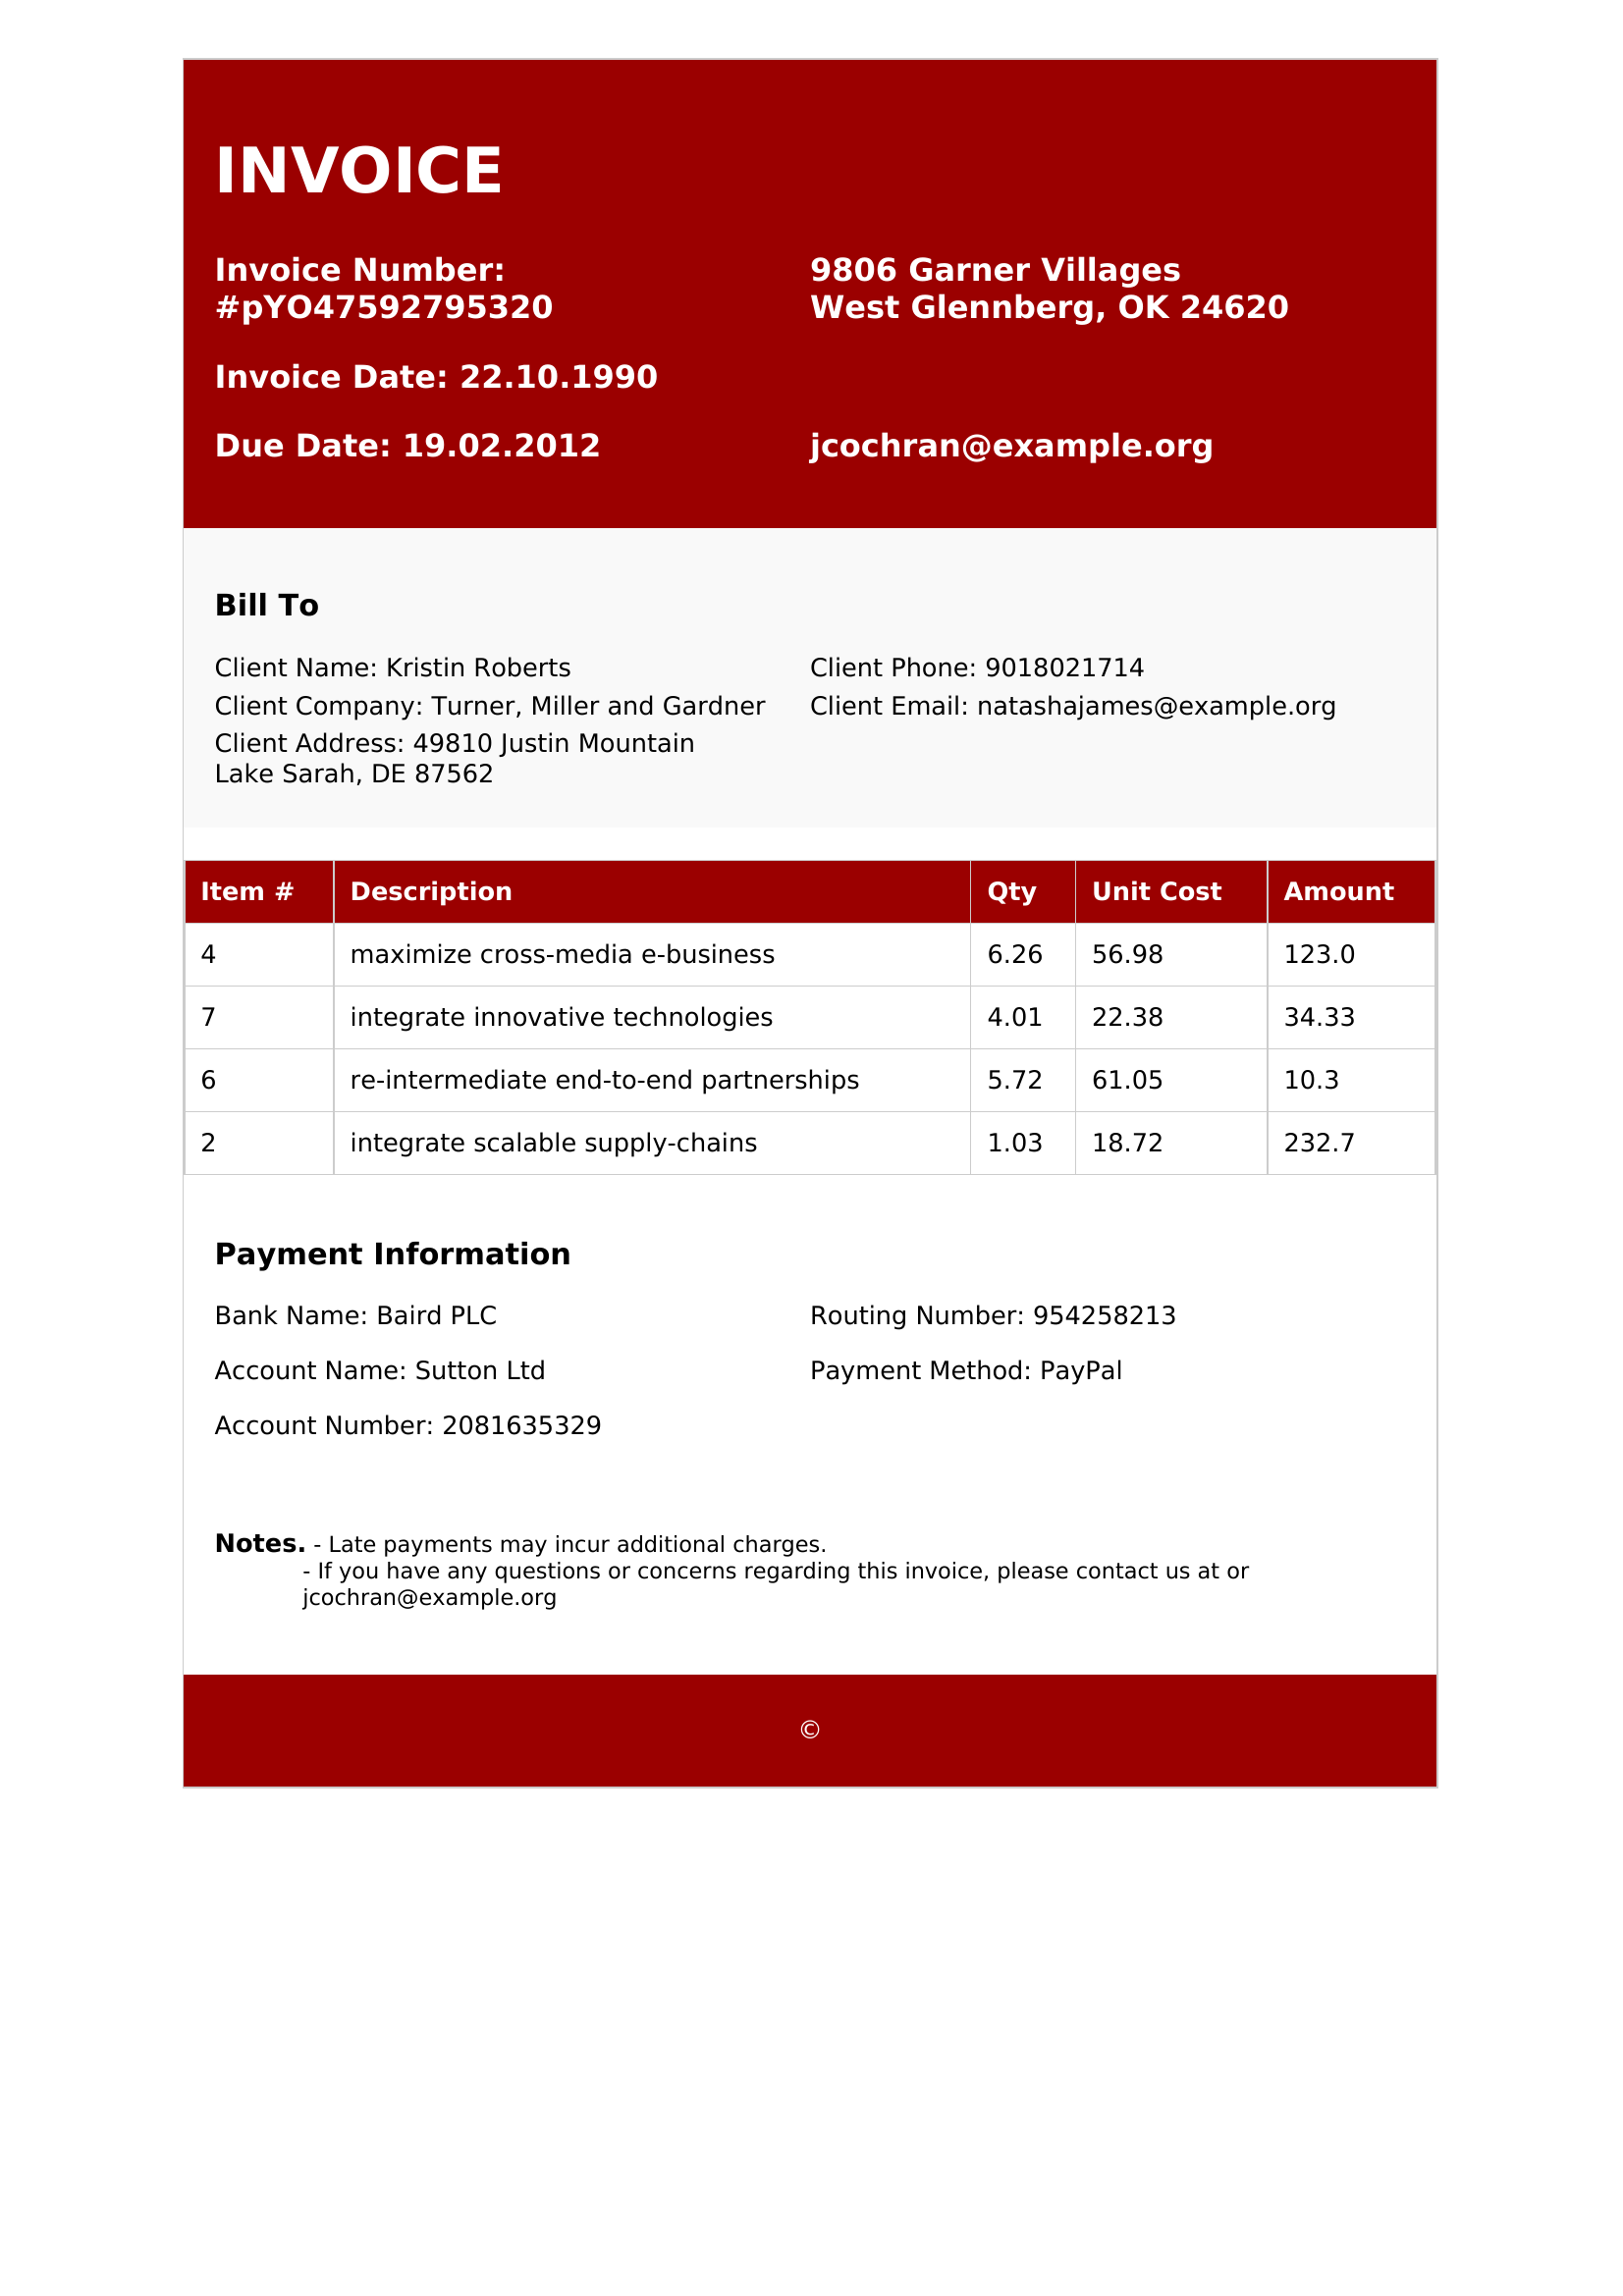 INVOICE
Invoice Number:
#pYO47592795320
9806 Garner Villages
West Glennberg, OK 24620
Invoice Date: 22.10.1990
Due Date: 19.02.2012
jcochran@example.org
Bill To
Client Name: Kristin Roberts
Client Phone: 9018021714
Client Company: Turner, Miller and Gardner
Client Email: natashajames@example.org
Client Address: 49810 Justin Mountain
Lake Sarah, DE 87562
Item # Description Qty Unit Cost Amount
4 maximize cross-media e-business 6.26 56.98 123.0
7 integrate innovative technologies 4.01 22.38 34.33
6 re-intermediate end-to-end partnerships 5.72 61.05 10.3
2 integrate scalable supply-chains 1.03 18.72 232.7
Payment Information
Bank Name: Baird PLC
Routing Number: 954258213
Account Name: Sutton Ltd
Payment Method: PayPal
Account Number: 2081635329
Notes. - Late payments may incur additional charges.
- If you have any questions or concerns regarding this invoice, please contact us at or
jcochran@example.org
©